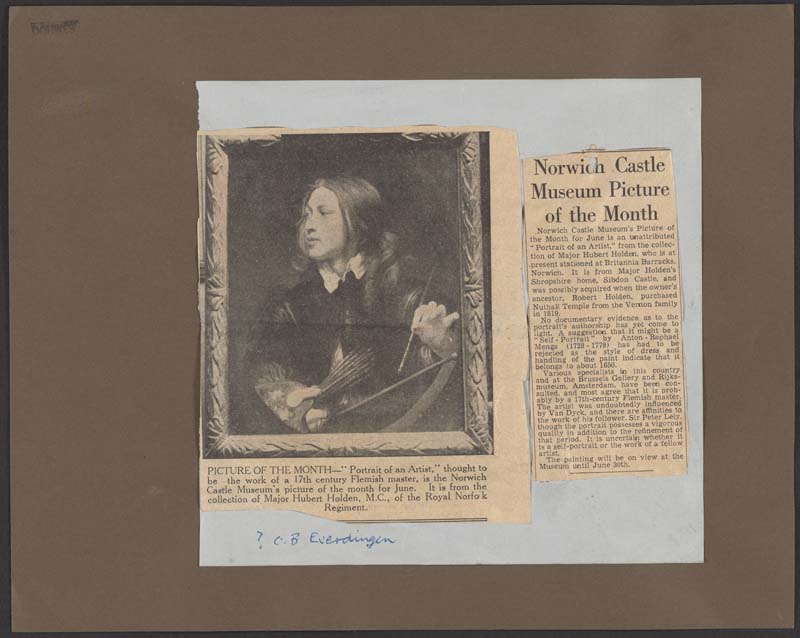 PICTURE OF THE MONTH—“ Portrait of an Artist,” thought to
be the work of a 17th century Flemish master, is the Norwich
Castle Museum's picture of the month for June. It is from the
collection of Major Hubert Holden, M.C., of the Royal Norfolk
Regiment.
? C. B Everdingen
Norwich Castle
Museum Picture
of the Month
Norwich Castle Museum's Picture of
the Month for June is an unattributed
“ Portrait of an Artist,” from the collec-
tion of Major Hubert Holden, who is at
present stationed at Britannia Barracks,
Norwich. It is from Major Holden's
Shropshire home, Sibdon Castle, and
was possibly acquired when the owner's
ancestor, Robert Holden, purchased
Nuthall Temple from the Vernon family
in 1819.
No documentary evidence as to the
portrait's authorship has yet come to
light. A suggestion that it might be a
“ Self - Portrait ” by Anton - Raphael
Mengs (1728 - 1779) has had to be
rejected as the style of dress and
handling of the paint indicate that it
belongs to about 1650.
Various specialists in this country
and at the Brussels Gallery and Rijks-
museum, Amsterdam, have been con-
sulted, and most agree that it is prob-
ably by a 17th-century Flemish master.
The artist was undoubtedly influenced
by Van Dyck, and there are affinities to
the work of his follower, Sir Peter Lely,
though the portrait possesses a vigorous
quality in addition to the refinement of
that period. It is uncertain whether it
is a self-portrait or the work of a fellow
artist.
The painting will be on view at the
Museum until June 30th.